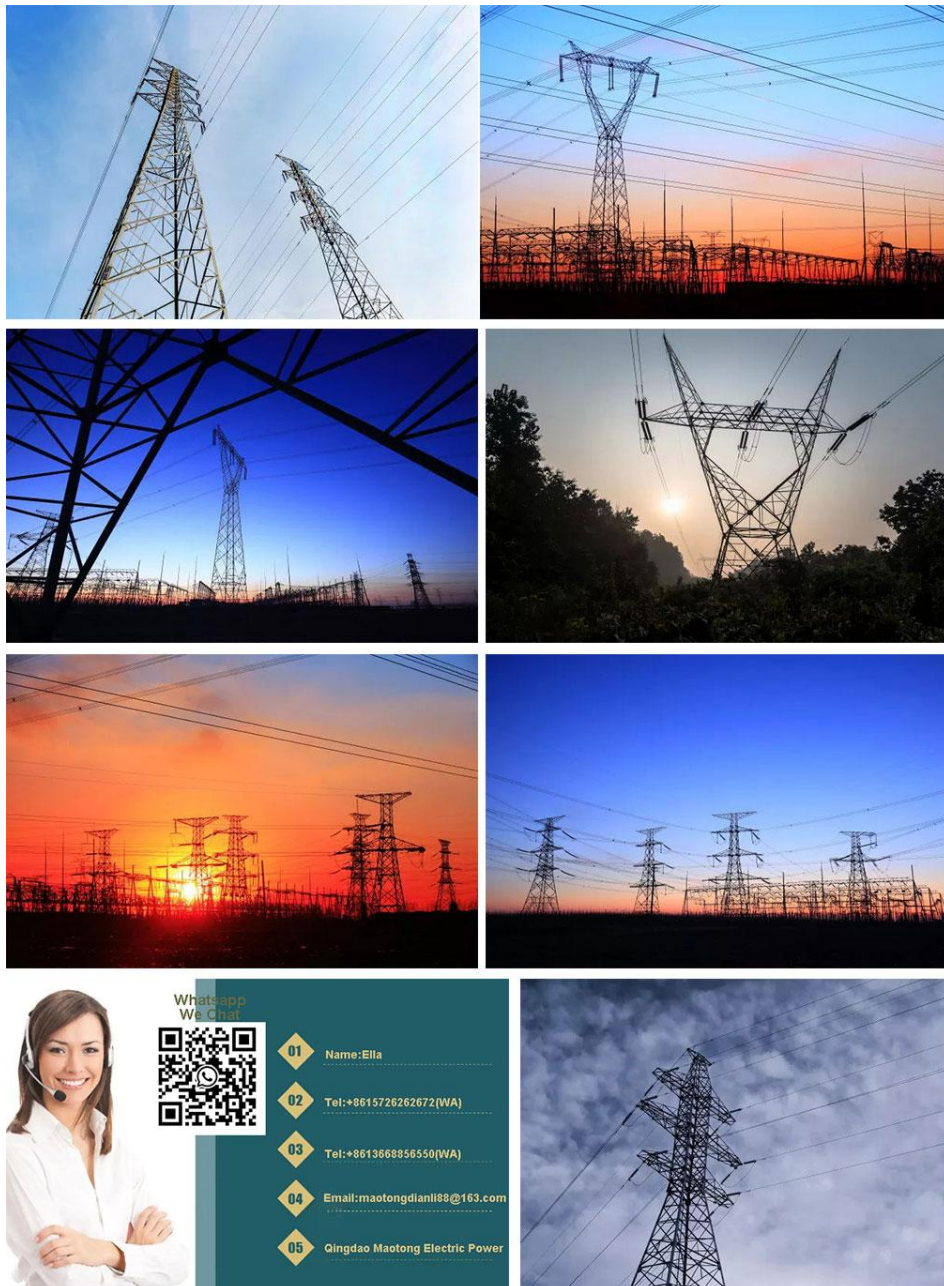 Whatsapp
We Chat
01
Name:Ella
02
Tel:+8615726262672(WA)
03
Tel:+8613668856550(WA)
04
Email:maotongdianli88@163.com
05
Qingdao Maotong Electric Power